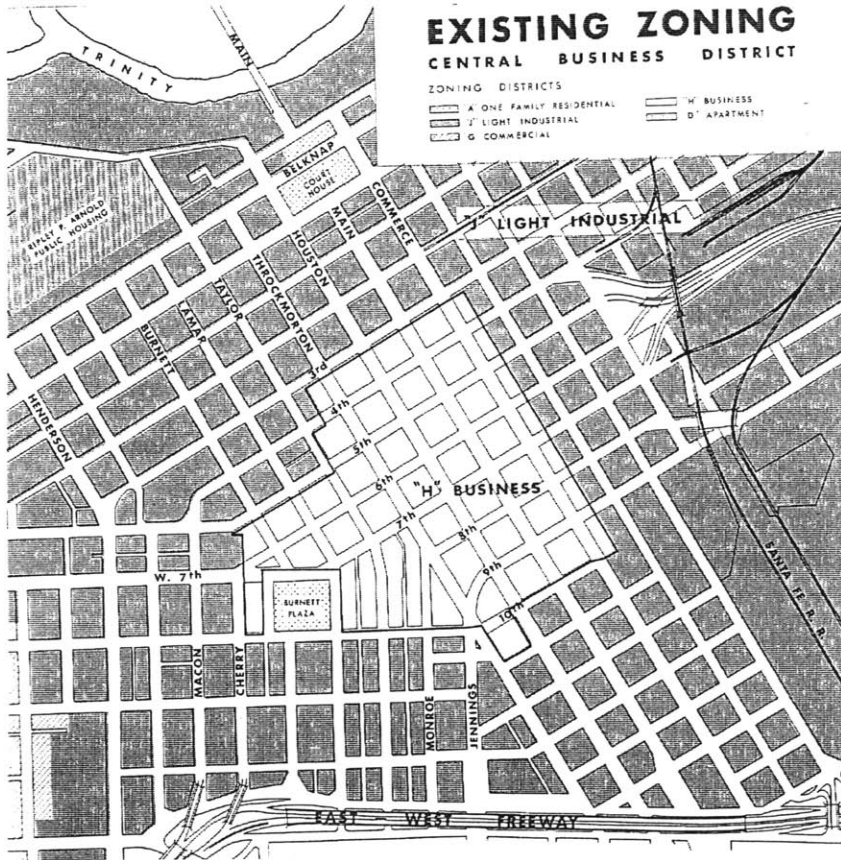 EXISTING ZONING
CENTRAL BUSINESS DISTRICT
ZONING DISTRICTS
"A" ONE FAMILY RESIDENTIAL
"J" LIGHT INDUSTRIAL
G COMMERCIAL
"H" BUSINESS
D" APARTMENT
TRINITY
MAIN
BELKNAP
COURT
HOUSE
RIPLEY P. ARNOLD
PUBLIC HOUSING
COMMERCE
MAIN
HOUSTON
THROCKMORTON
TAYLOR
LAMAR
BURNETT
HENDERSON
"J" LIGHT INDUSTRIAL
3rd
4th
5th
6th
"H" BUSINESS
7th
8th
9th
10th
W. 7th
BURNETT
PLAZA
SANTA FE R. R.
MACON
CHERRY
MONROE
JENNINGS
EAST - WEST FREEWAY